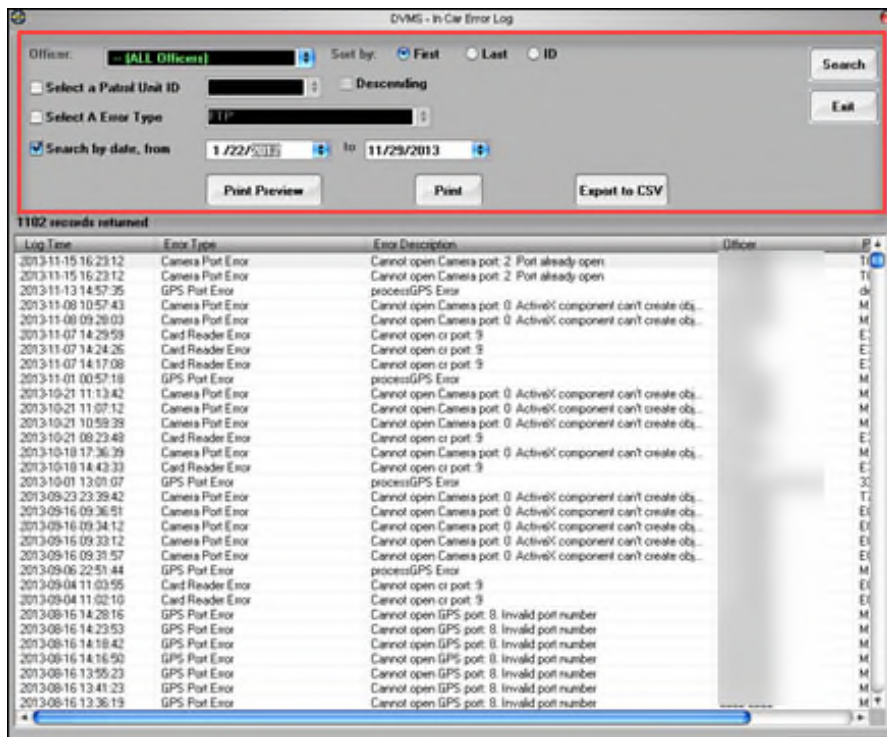 DVMS - In Car Error Log
Officer: -- (ALL Officers) Sort by: First Last ID
Search
Select a Patrol Unit ID Descending
Exit
Select A Error Type FTP
Search by date, from 1 /22/ to 11/29/2013
Print Preview Print Export to CSV
1102 records returned
Log Time Error Type Error Description Officer P
2013-11-15 16:23:12 Camera Port Error Cannot open Camera port: 2 Port already open
2013-11-15 16:23:12 Camera Port Error Cannot open Camera port: 2 Port already open
2013-11-13 14:57:35 GPS Port Error processGPS Error de
2013-11-08 10:57:43 Camera Port Error Cannot open Camera port: 0 ActiveX component can't create obj... M
2013-11-08 09:28:03 Camera Port Error Cannot open Camera port: 0 ActiveX component can't create obj... M
2013-11-07 14:29:59 Card Reader Error Cannot open cr port: 9
2013-11-07 14:24:26 Card Reader Error Cannot open cr port: 9
2013-11-07 14:17:08 Card Reader Error Cannot open cr port: 9
2013-11-01 00:57:18 GPS Port Error processGPS Error M
2013-10-21 11:13:42 Camera Port Error Cannot open Camera port: 0 ActiveX component can't create obj... M
2013-10-21 11:07:12 Camera Port Error Cannot open Camera port: 0 ActiveX component can't create obj... M
2013-10-21 10:59:39 Camera Port Error Cannot open Camera port: 0 ActiveX component can't create obj... M
2013-10-21 08:23:48 Card Reader Error Cannot open cr port: 9
2013-10-18 17:36:39 Camera Port Error Cannot open Camera port: 0 ActiveX component can't create obj... M
2013-10-18 14:43:33 Card Reader Error Cannot open cr port: 9
2013-10-01 13:01:07 GPS Port Error processGPS Error
2013-09-23 23:39:42 Camera Port Error Cannot open Camera port: 0 ActiveX component can't create obj...
2013-09-16 09:36:51 Camera Port Error Cannot open Camera port: 0 ActiveX component can't create obj...
2013-09-16 09:34:12 Camera Port Error Cannot open Camera port: 0 ActiveX component can't create obj...
2013-09-16 09:33:12 Camera Port Error Cannot open Camera port: 0 ActiveX component can't create obj...
2013-09-16 09:31:57 Camera Port Error Cannot open Camera port: 0 ActiveX component can't create obj...
2013-09-06 22:51:44 GPS Port Error processGPS Error M
2013-09-04 11:03:55 Card Reader Error Cannot open cr port: 9
2013-09-04 11:02:10 Card Reader Error Cannot open cr port: 9
2013-08-16 14:28:16 GPS Port Error Cannot open GPS port: 8. Invalid port number M
2013-08-16 14:23:53 GPS Port Error Cannot open GPS port: 8. Invalid port number M
2013-08-16 14:18:42 GPS Port Error Cannot open GPS port: 8. Invalid port number M
2013-08-16 14:16:50 GPS Port Error Cannot open GPS port: 8. Invalid port number M
2013-08-16 13:55:23 GPS Port Error Cannot open GPS port: 8. Invalid port number M
2013-08-16 13:41:23 GPS Port Error Cannot open GPS port: 8. Invalid port number M
2013-08-16 13:36:19 GPS Port Error Cannot open GPS port: 8. Invalid port number M